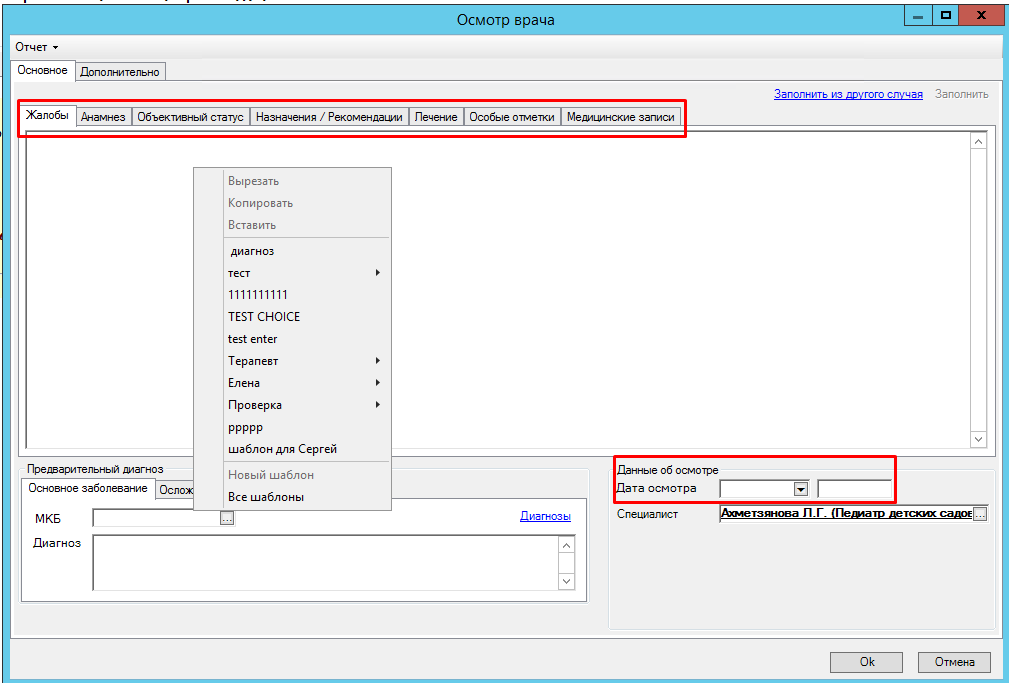 Осмотр врача
Отчет
Основное Дополнительно
Заполнить из другого случая Заполнить
Жалобы Анамнез Объективный статус Назначения / Рекомендации Лечение Особые отметки Медицинские записи
Вырезать
Копировать
Вставить
диагноз
тест
1111111111
TEST CHOICE
test enter
Терапевт
Елена
Проверка
ррррр
шаблон для Сергей
Новый шаблон
Все шаблоны
Предварительный диагноз
Основное заболевание Ослож
МКБ ... Диагнозы
Диагноз
Данные об осмотре
Дата осмотра
Специалист Ахметзянова Л.Г. (Педиатр детских садов ...
Ok Отмена